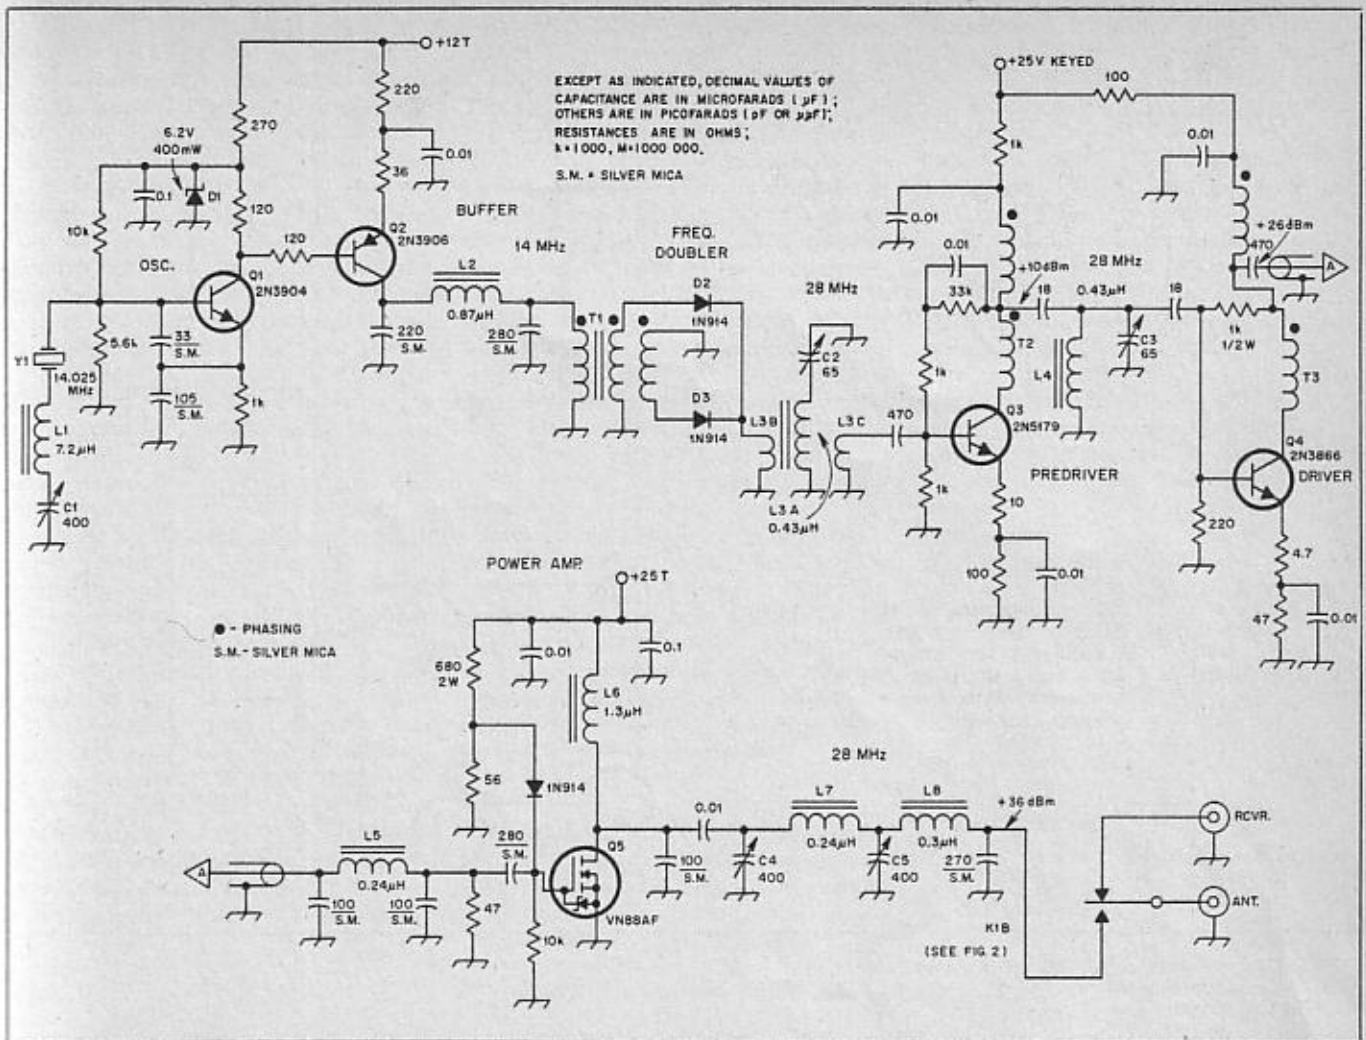 +12T
220
0.01
36
270
6.2V
400mW
0.1
D1
120
10k
OSC.
120
Q1
2N3904
Q2
2N3906
BUFFER
14 MHz
L2
0.87µH
220
S.M.
280
S.M.
33
S.M.
5.6k
105
S.M.
1k
Y1
14.025
MHz
L1
7.2µH
C1
400
EXCEPT AS INDICATED, DECIMAL VALUES OF
CAPACITANCE ARE IN MICROFARADS (µF);
OTHERS ARE IN PICOFARADS (pF OR µµF);
RESISTANCES ARE IN OHMS;
k=1000, M=1000 000.
S.M. = SILVER MICA
FREQ.
DOUBLER
T1
D2
1N914
D3
1N914
28 MHz
C2
65
L3B
L3C
L3A
0.43µH
470
+25V KEYED
100
1k
0.01
0.01
33k
1k
1k
+10dBm
T2
Q3
2N5179
PREDRIVER
10
100
0.01
28 MHz
18
0.43µH
18
L4
C3
65
0.01
+26dBm
470
A
1k
1/2 W
T3
Q4
2N3866
DRIVER
220
4.7
47
0.01
POWER AMP.
+25T
● - PHASING
S.M.-SILVER MICA
680
2W
0.01
0.1
L6
1.3µH
56
1N914
A
L5
0.24µH
100
S.M.
100
S.M.
47
280
S.M.
10k
Q5
VN88AF
28 MHz
0.01
100
S.M.
C4
400
L7
0.24µH
C5
400
L8
0.3µH
270
S.M.
+36dBm
K1B
(SEE FIG. 2)
RCVR.
ANT.